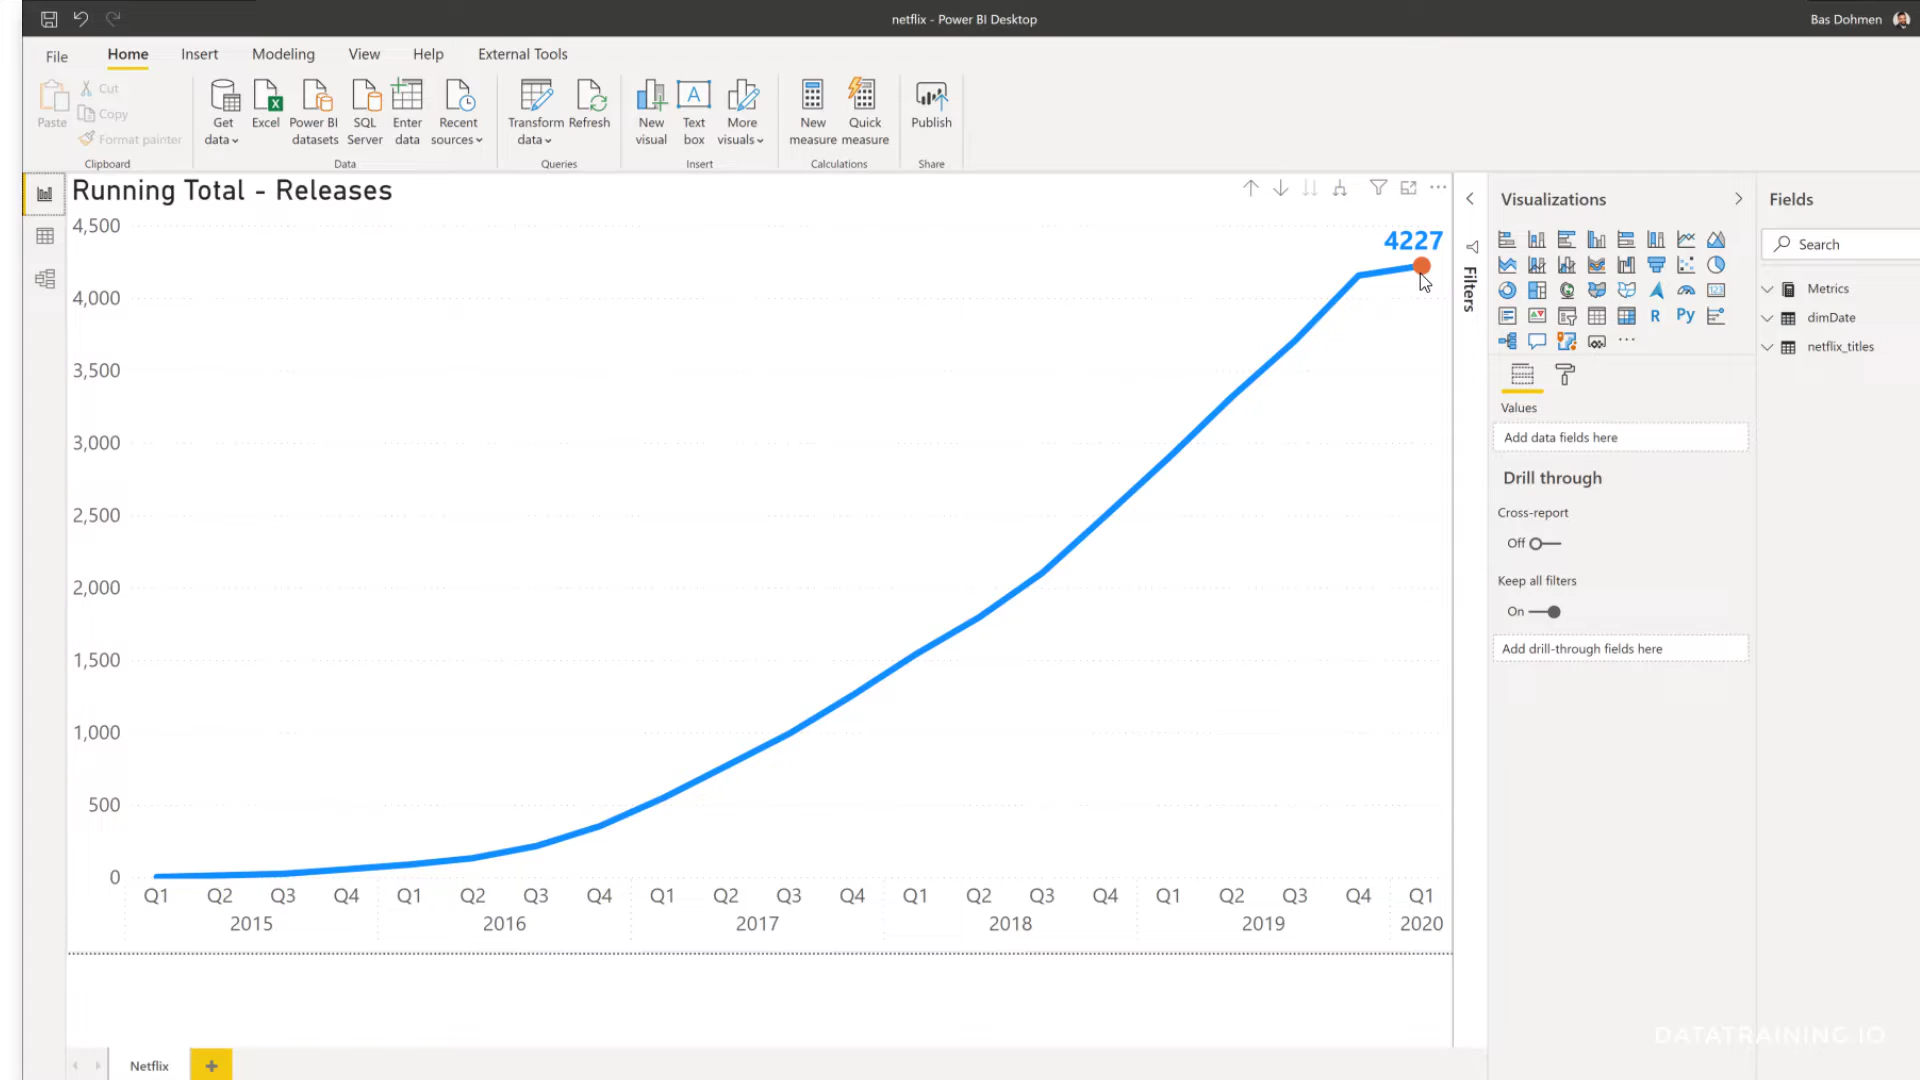 netflix - Power BI Desktop
Bas Dohmen
File
Home
Insert
Modeling
View
Help
External Tools
Paste
Cut
Copy
Format painter
Clipboard
Get data
Excel
Power BI datasets
SQL Server
Enter data
Recent sources
Data
Transform data
Refresh
Queries
New visual
Text box
More visuals
Insert
New measure
Quick measure
Calculations
Publish
Share
Running Total - Releases
4,500
4,000
3,500
3,000
2,500
2,000
1,500
1,000
500
0
4227
Q1 Q2 Q3 Q4 Q1 Q2 Q3 Q4 Q1 Q2 Q3 Q4 Q1 Q2 Q3 Q4 Q1 Q2 Q3 Q4 Q1
2015 2016 2017 2018 2019 2020
Filters
Visualizations
R
Py
123
Values
Add data fields here
Drill through
Cross-report
Off
Keep all filters
On
Add drill-through fields here
Fields
Search
Metrics
dimDate
netflix_titles
DATATRAINING.IO
Netflix